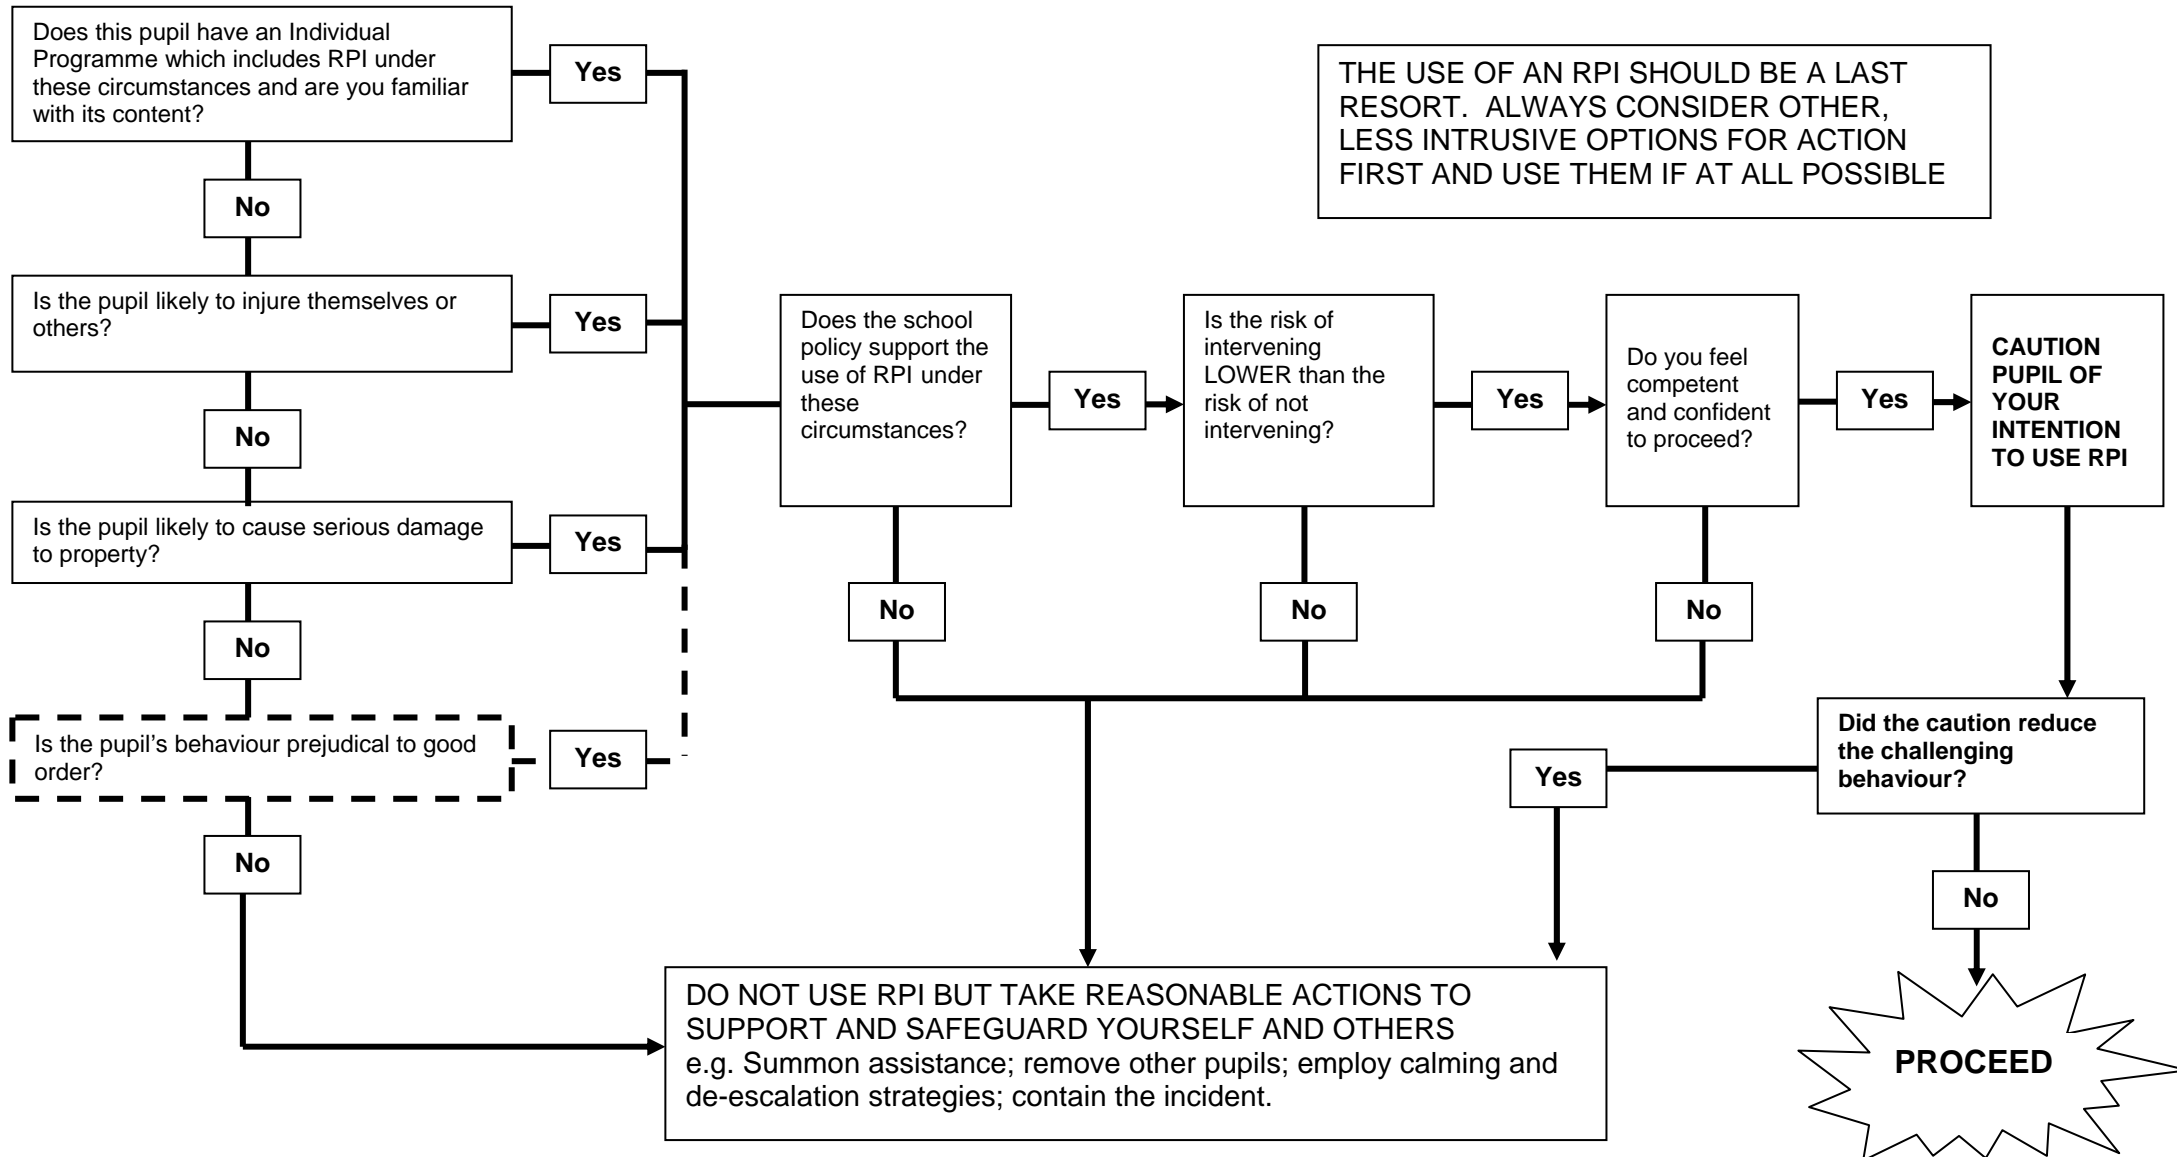 Does this pupil have an Individual
Programme which includes RPI under
these circumstances and are you familiar
with its content?
Yes
THE USE OF AN RPI SHOULD BE A LAST
RESORT.  ALWAYS CONSIDER OTHER,
LESS INTRUSIVE OPTIONS FOR ACTION
FIRST AND USE THEM IF AT ALL POSSIBLE
No
Is the pupil likely to injure themselves or
others?
Yes
No
Is the pupil likely to cause serious damage
to property?
Yes
No
Is the pupil’s behaviour prejudical to good
order?
Yes
No
Does the school
policy support the
use of RPI under
these
circumstances?
Yes
No
Is the risk of
intervening
LOWER than the
risk of not
intervening?
Yes
No
Do you feel
competent
and confident
to proceed?
Yes
No
CAUTION
PUPIL OF
YOUR
INTENTION
TO USE RPI
Did the caution reduce
the challenging
behaviour?
Yes
No
DO NOT USE RPI BUT TAKE REASONABLE ACTIONS TO
SUPPORT AND SAFEGUARD YOURSELF AND OTHERS
e.g. Summon assistance; remove other pupils; employ calming and
de-escalation strategies; contain the incident.
PROCEED